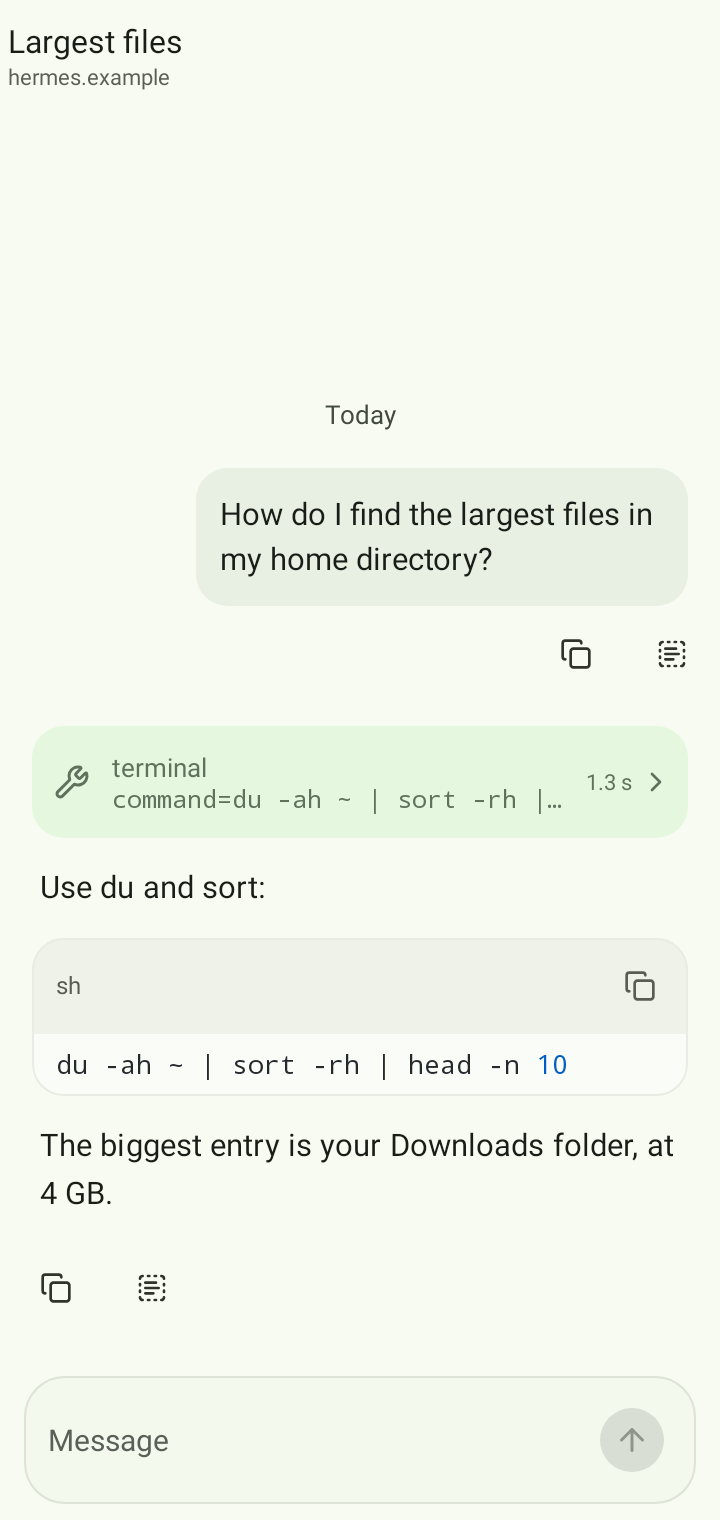 Largest files
hermes.example
Today
How do I find the largest files in
my home directory?
terminal
command=du -ah ~ | sort -rh |…
1.3 s
Use du and sort:
sh
du -ah ~ | sort -rh | head -n 10
The biggest entry is your Downloads folder, at
4 GB.
Message